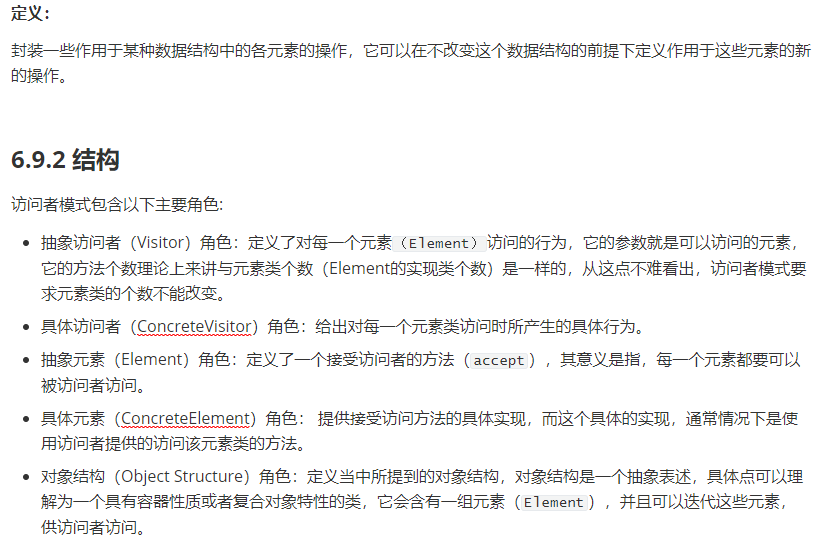 定义：
封装一些作用于某种数据结构中的各元素的操作，它可以在不改变这个数据结构的前提下定义作用于这些元素的新
的操作。
6.9.2 结构
访问者模式包含以下主要角色:
抽象访问者（Visitor）角色：定义了对每一个元素（Element）访问的行为，它的参数就是可以访问的元素，
它的方法个数理论上来讲与元素类个数（Element的实现类个数）是一样的，从这点不难看出，访问者模式要
求元素类的个数不能改变。
具体访问者（ConcreteVisitor）角色：给出对每一个元素类访问时所产生的具体行为。
抽象元素（Element）角色：定义了一个接受访问者的方法（accept），其意义是指，每一个元素都要可以
被访问者访问。
具体元素（ConcreteElement）角色： 提供接受访问方法的具体实现，而这个具体的实现，通常情况下是使
用访问者提供的访问该元素类的方法。
对象结构（Object Structure）角色：定义当中所提到的对象结构，对象结构是一个抽象表述，具体点可以理
解为一个具有容器性质或者复合对象特性的类，它会含有一组元素（Element），并且可以迭代这些元素，
供访问者访问。